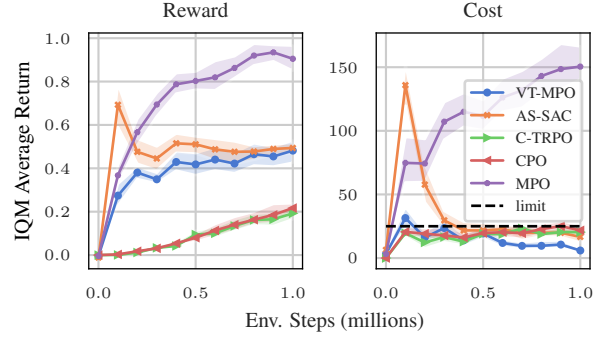 Reward
Cost
IQM Average Return
1.0
0.8
0.6
0.4
0.2
0.0
0.0
0.5
1.0
150
100
50
0
0.0
0.5
1.0
VT-MPO
AS-SAC
C-TRPO
CPO
MPO
limit
Env. Steps (millions)